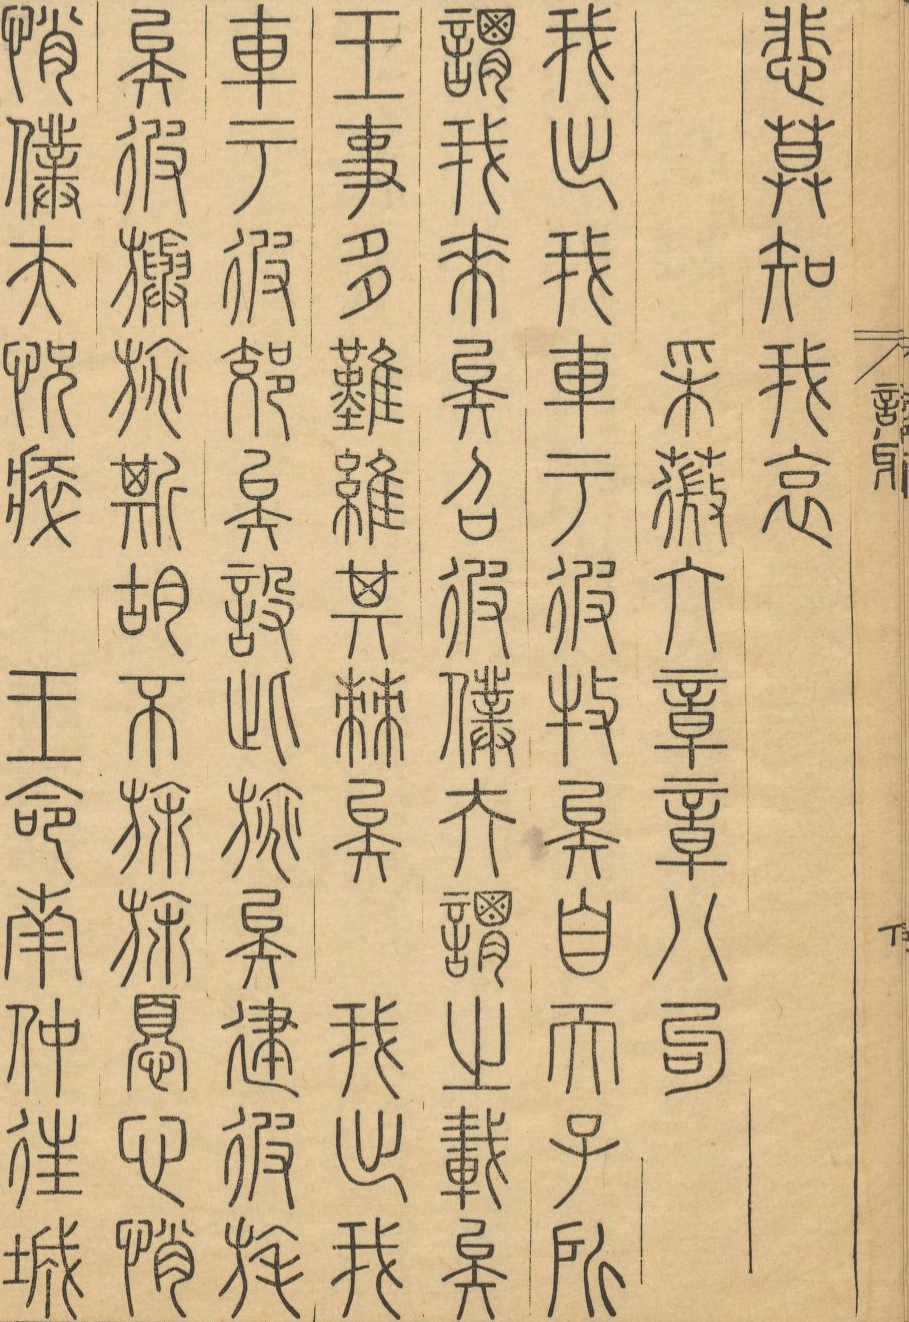 悲莫知我哀
采薇六章章八句
我出我車于彼牧矣自天子所
謂我來矣召彼僕夫謂之載矣
王事多難維其棘矣　我出我
車于彼郊矣設此旐矣建彼旄
矣彼旟旐斯胡不旆旆憂心悄
悄僕夫怳瘁　王命南仲往城